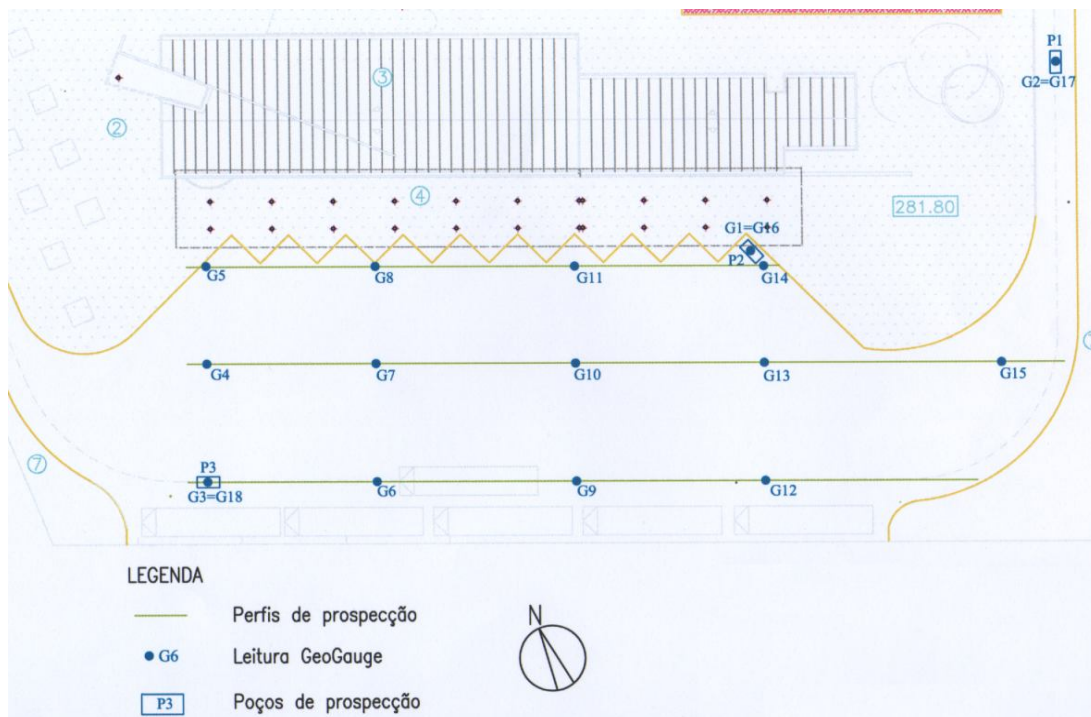 P1
G2=G17
③
②
④
281.80
G1=G16
P2
G5
G8
G11
G14
G4
G7
G10
G13
G15
⑦
P3
G3=G18
G6
G9
G12
LEGENDA
Perfis de prospecção
G6
Leitura GeoGauge
P3
Poços de prospecção
N